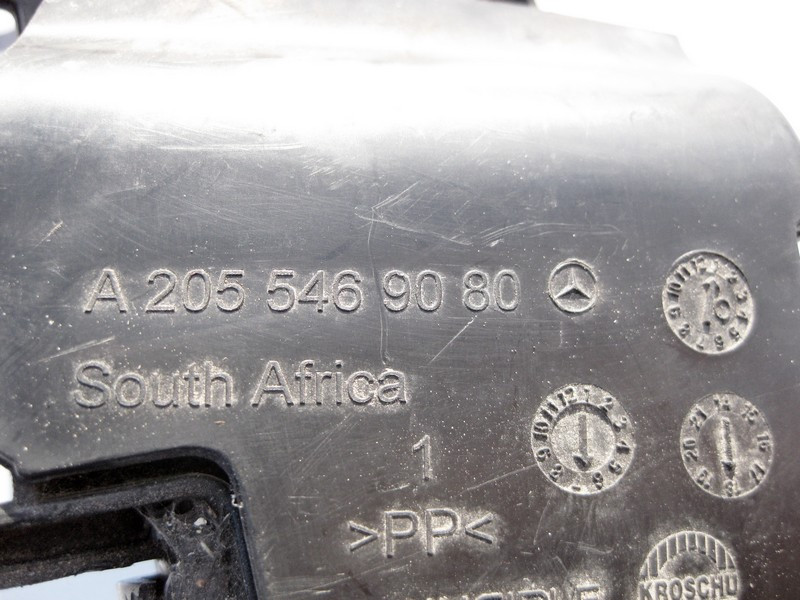 A 205 546 90 80
South Africa
1
>PP<
KROSCHU